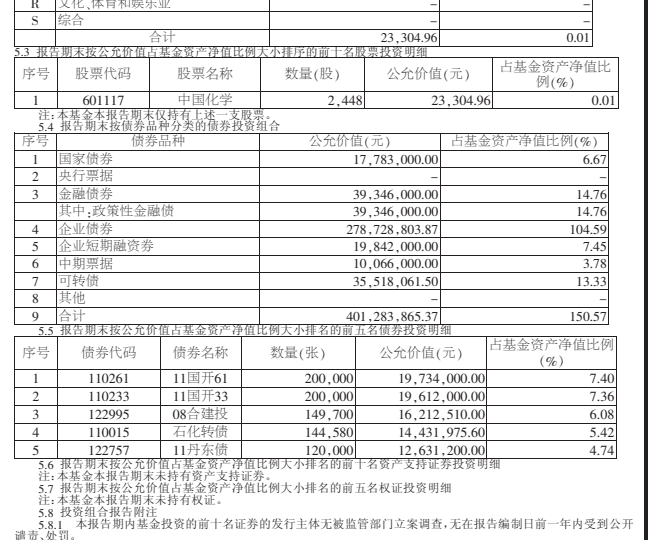 R 文化、体育和娱乐业 – –
S 综合 – –
合计 23,304.96 0.01
5.3 报告期末按公允价值占基金资产净值比例大小排序的前十名股票投资明细
序号 股票代码 股票名称 数量(股) 公允价值(元) 占基金资产净值比例(%)
1 601117 中国化学 2,448 23,304.96 0.01
注:本基金本报告期末仅持有上述一支股票。
5.4 报告期末按债券品种分类的债券投资组合
序号 债券品种 公允价值(元) 占基金资产净值比例(%)
1 国家债券 17,783,000.00 6.67
2 央行票据 – –
3 金融债券 39,346,000.00 14.76
其中:政策性金融债 39,346,000.00 14.76
4 企业债券 278,728,803.87 104.59
5 企业短期融资券 19,842,000.00 7.45
6 中期票据 10,066,000.00 3.78
7 可转债 35,518,061.50 13.33
8 其他 – –
9 合计 401,283,865.37 150.57
5.5 报告期末按公允价值占基金资产净值比例大小排名的前五名债券投资明细
序号 债券代码 债券名称 数量(张) 公允价值(元) 占基金资产净值比例(%)
1 110261 11国开61 200,000 19,734,000.00 7.40
2 110233 11国开33 200,000 19,612,000.00 7.36
3 122995 08合建投 149,700 16,212,510.00 6.08
4 110015 石化转债 144,580 14,431,975.60 5.42
5 122757 11丹东债 120,000 12,631,200.00 4.74
5.6 报告期末按公允价值占基金资产净值比例大小排名的前十名资产支持证券投资明细
注:本基金本报告期末未持有资产支持证券。
5.7 报告期末按公允价值占基金资产净值比例大小排名的前五名权证投资明细
注:本基金本报告期末未持有权证。
5.8 投资组合报告附注
5.8.1 本报告期内基金投资的前十名证券的发行主体无被监管部门立案调查,无在报告编制日前一年内受到公开
谴责、处罚。